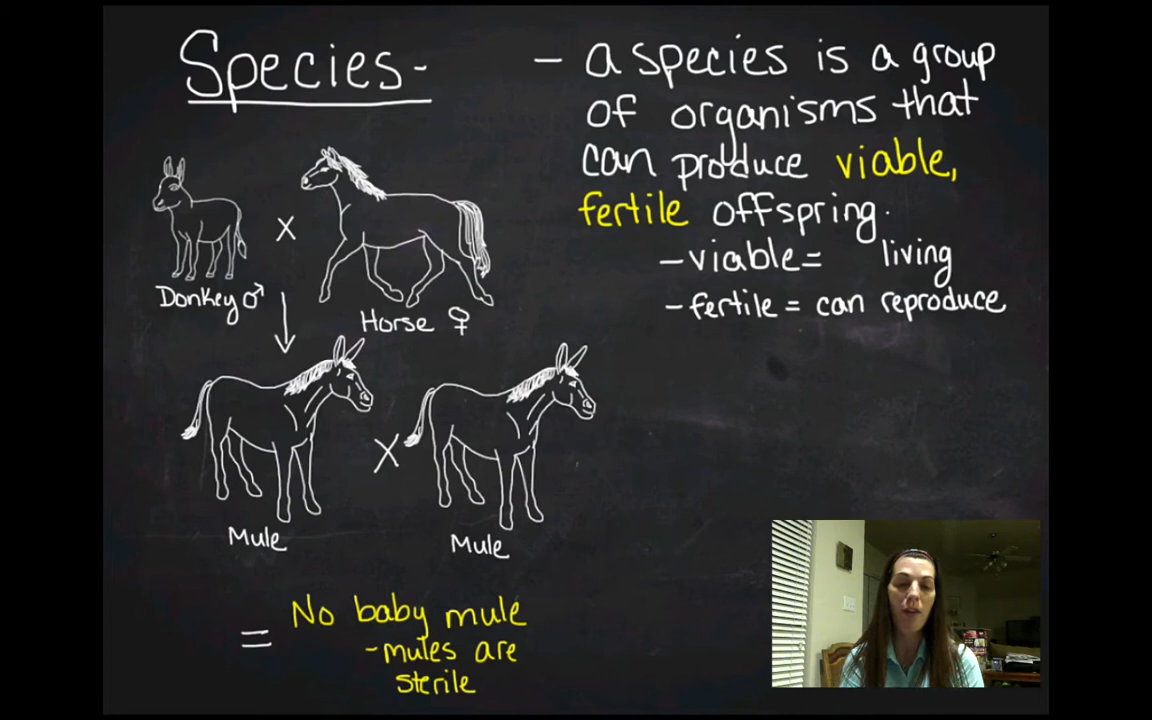 Species-
- a species is a group
of organisms that
can produce viable,
fertile offspring.
-viable= living
-fertile = can reproduce
X
Donkey ♂
Horse ♀
X
Mule
Mule
= No baby mule
-mules are
sterile